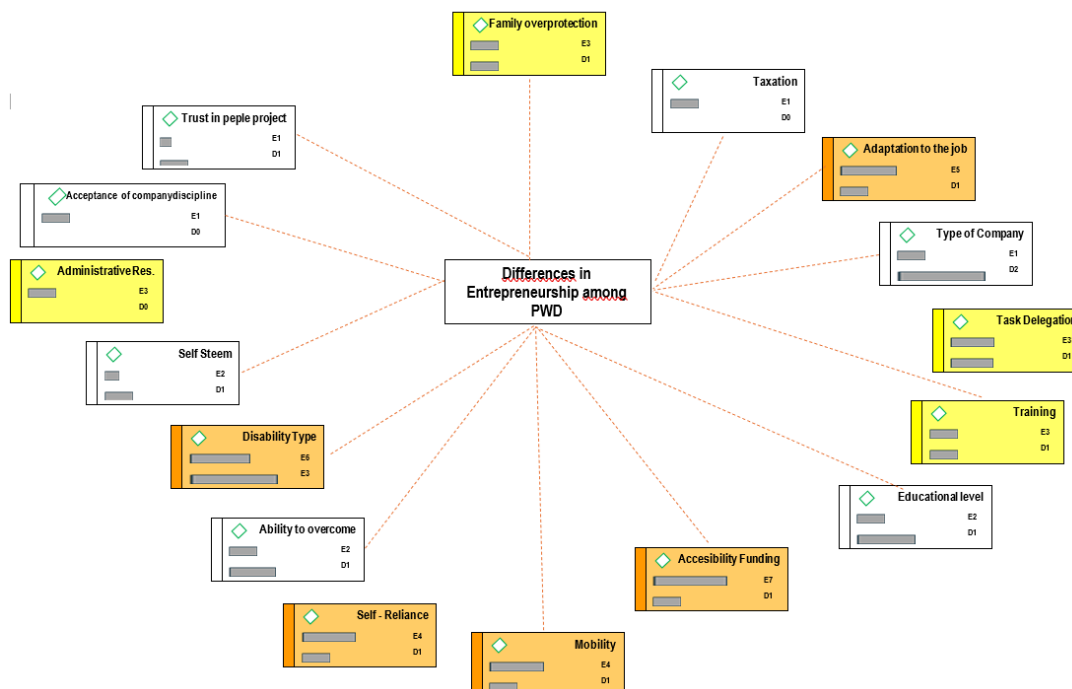 Family overprotection
E3
D1
Taxation
E1
D0
Trust in peple project
E1
D1
Adaptation to the job
E5
D1
Acceptance of companydiscipline
E1
D0
Type of Company
E1
D2
Administrative Res.
E3
D0
Differences in
Entrepreneurship among
PWD
Task Delegation
E3
D1
Self Steem
E2
D1
Training
E3
D1
Disability Type
E6
E3
Educational level
E2
D1
Ability to overcome
E2
D1
Accesibility Funding
E7
D1
Self - Reliance
E4
D1
Mobility
E4
D1